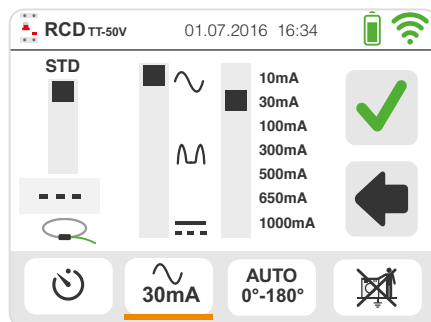 RCD TT-50V 01.07.2016 16:34
STD
10mA
30mA
100mA
300mA
500mA
650mA
1000mA
- - -
30mA
AUTO
0°-180°